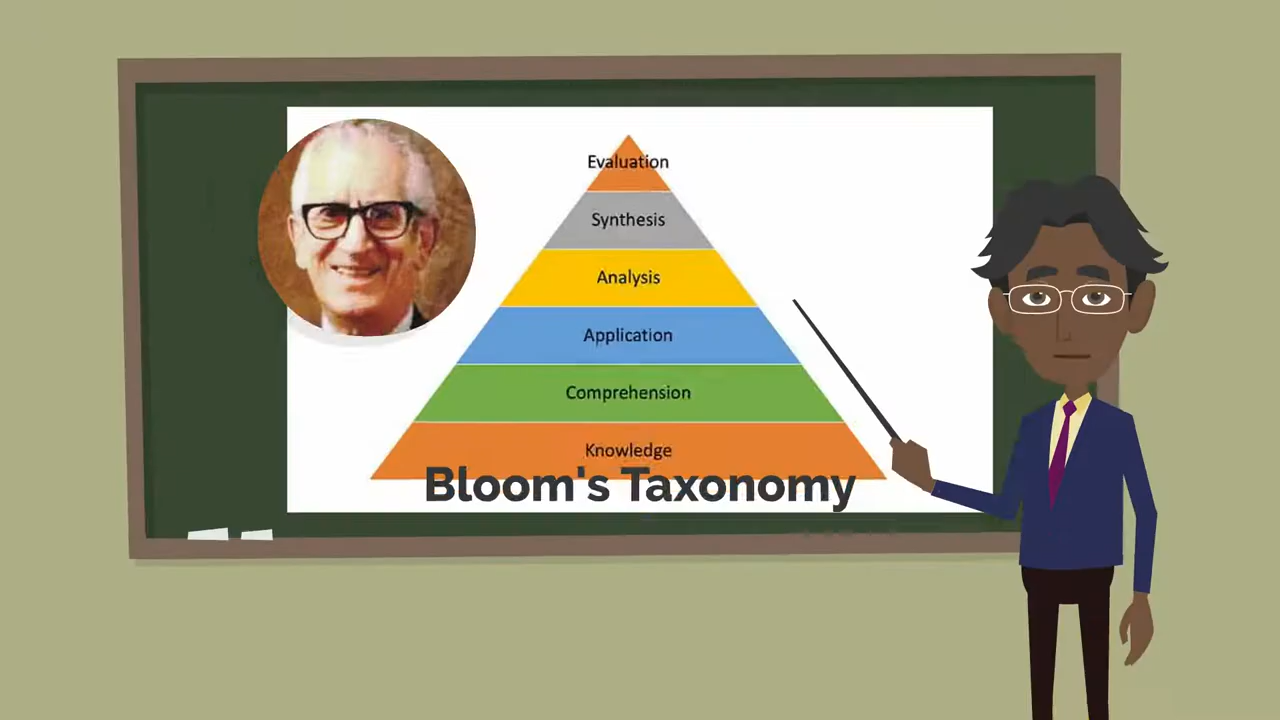 Evaluation
Synthesis
Analysis
Application
Comprehension
Knowledge
Bloom's Taxonomy